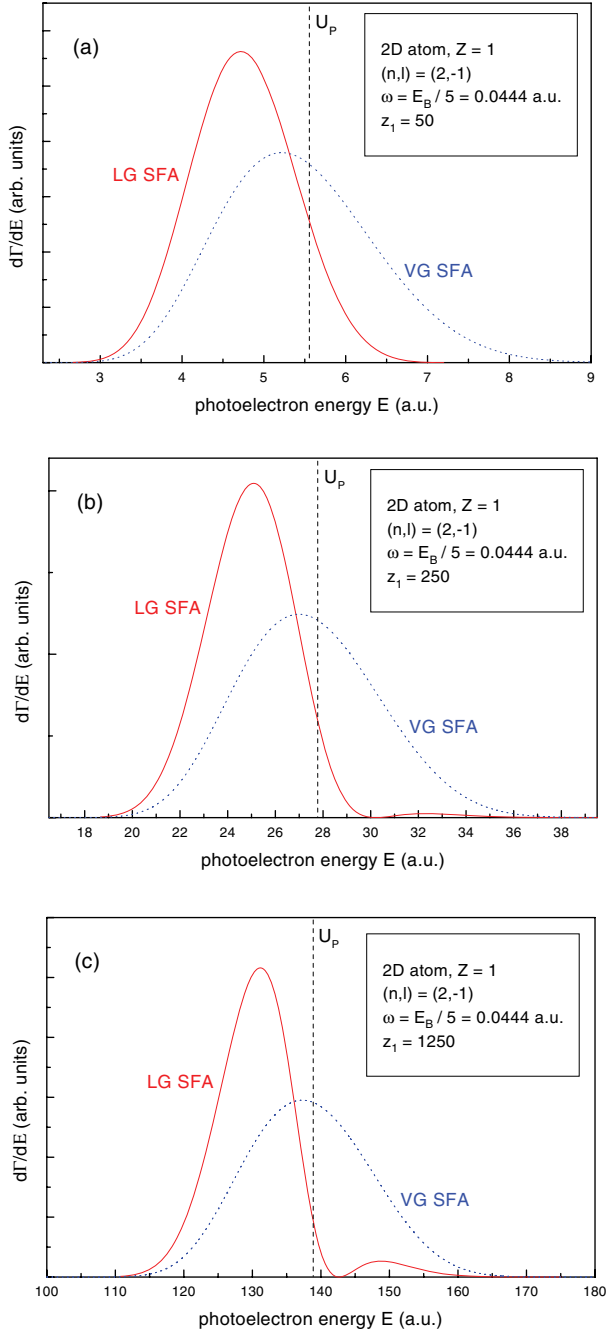 (a)
U_P
2D atom, Z = 1
(n,l) = (2,-1)
ω = E_B / 5 = 0.0444 a.u.
z_1 = 50
LG SFA
VG SFA
dΓ/dE (arb. units)
3 4 5 6 7 8 9
photoelectron energy E (a.u.)
(b)
U_P
2D atom, Z = 1
(n,l) = (2,-1)
ω = E_B / 5 = 0.0444 a.u.
z_1 = 250
LG SFA
VG SFA
dΓ/dE (arb. units)
18 20 22 24 26 28 30 32 34 36 38
photoelectron energy E (a.u.)
(c)
U_P
2D atom, Z = 1
(n,l) = (2,-1)
ω = E_B / 5 = 0.0444 a.u.
z_1 = 1250
LG SFA
VG SFA
dΓ/dE (arb. units)
100 110 120 130 140 150 160 170 180
photoelectron energy E (a.u.)